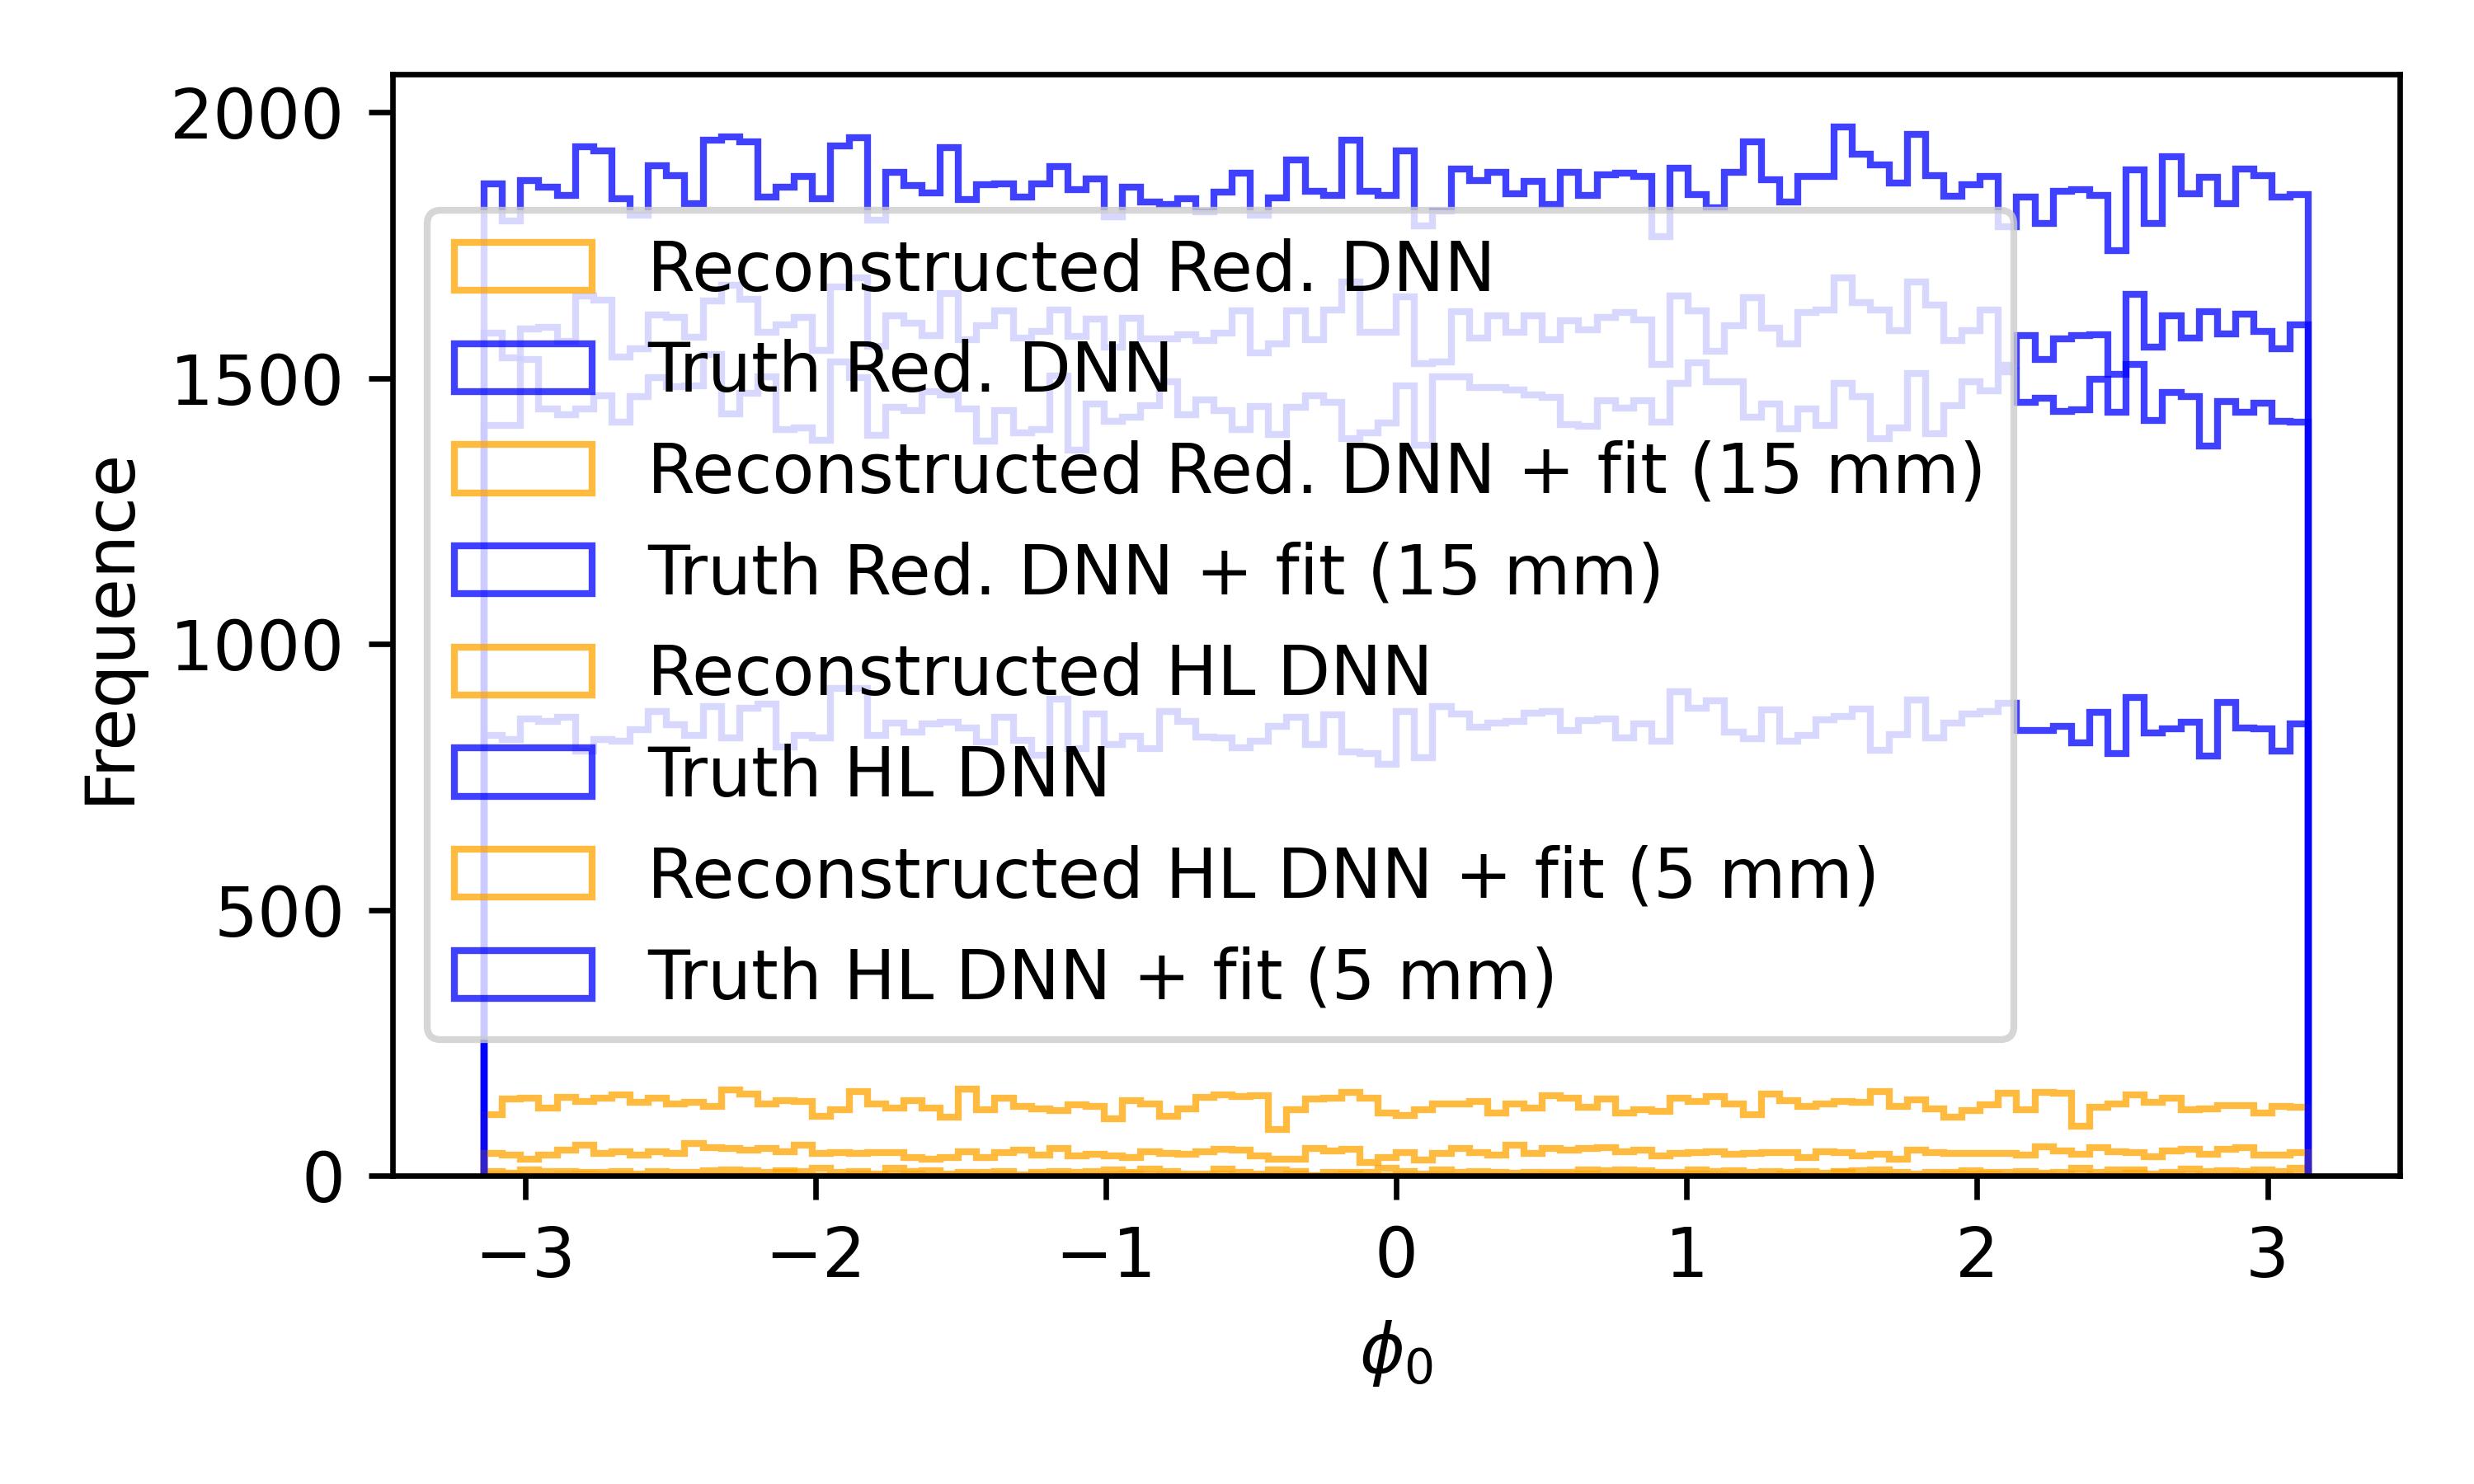 2000
1500
1000
500
0
Frequence
Reconstructed Red. DNN
Truth Red. DNN
Reconstructed Red. DNN + fit (15 mm)
Truth Red. DNN + fit (15 mm)
Reconstructed HL DNN
Truth HL DNN
Reconstructed HL DNN + fit (5 mm)
Truth HL DNN + fit (5 mm)
−3 −2 −1 0 1 2 3
ϕ₀